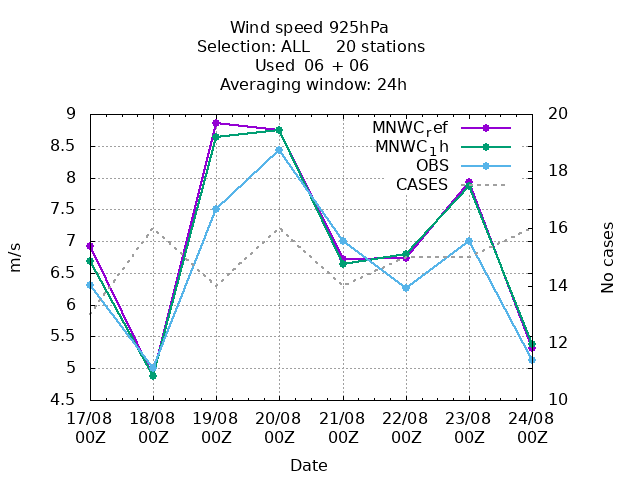 Wind speed 925hPa
Selection: ALL     20 stations
Used  06 + 06
Averaging window: 24h
9 20
MNWCref
8.5
MNWC1h
OBS
8 18
CASES
7.5
7 16
m/s
No cases
6.5
6 14
5.5
5 12
4.5 10
17/08 18/08 19/08 20/08 21/08 22/08 23/08 24/08
00Z 00Z 00Z 00Z 00Z 00Z 00Z 00Z
Date